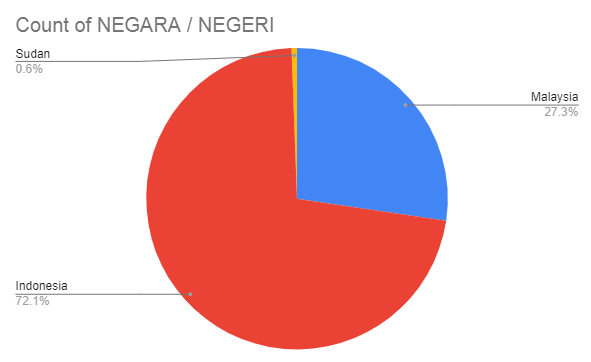 Count of NEGARA / NEGERI
Sudan
0.6%
Malaysia
27.3%
Indonesia
72.1%